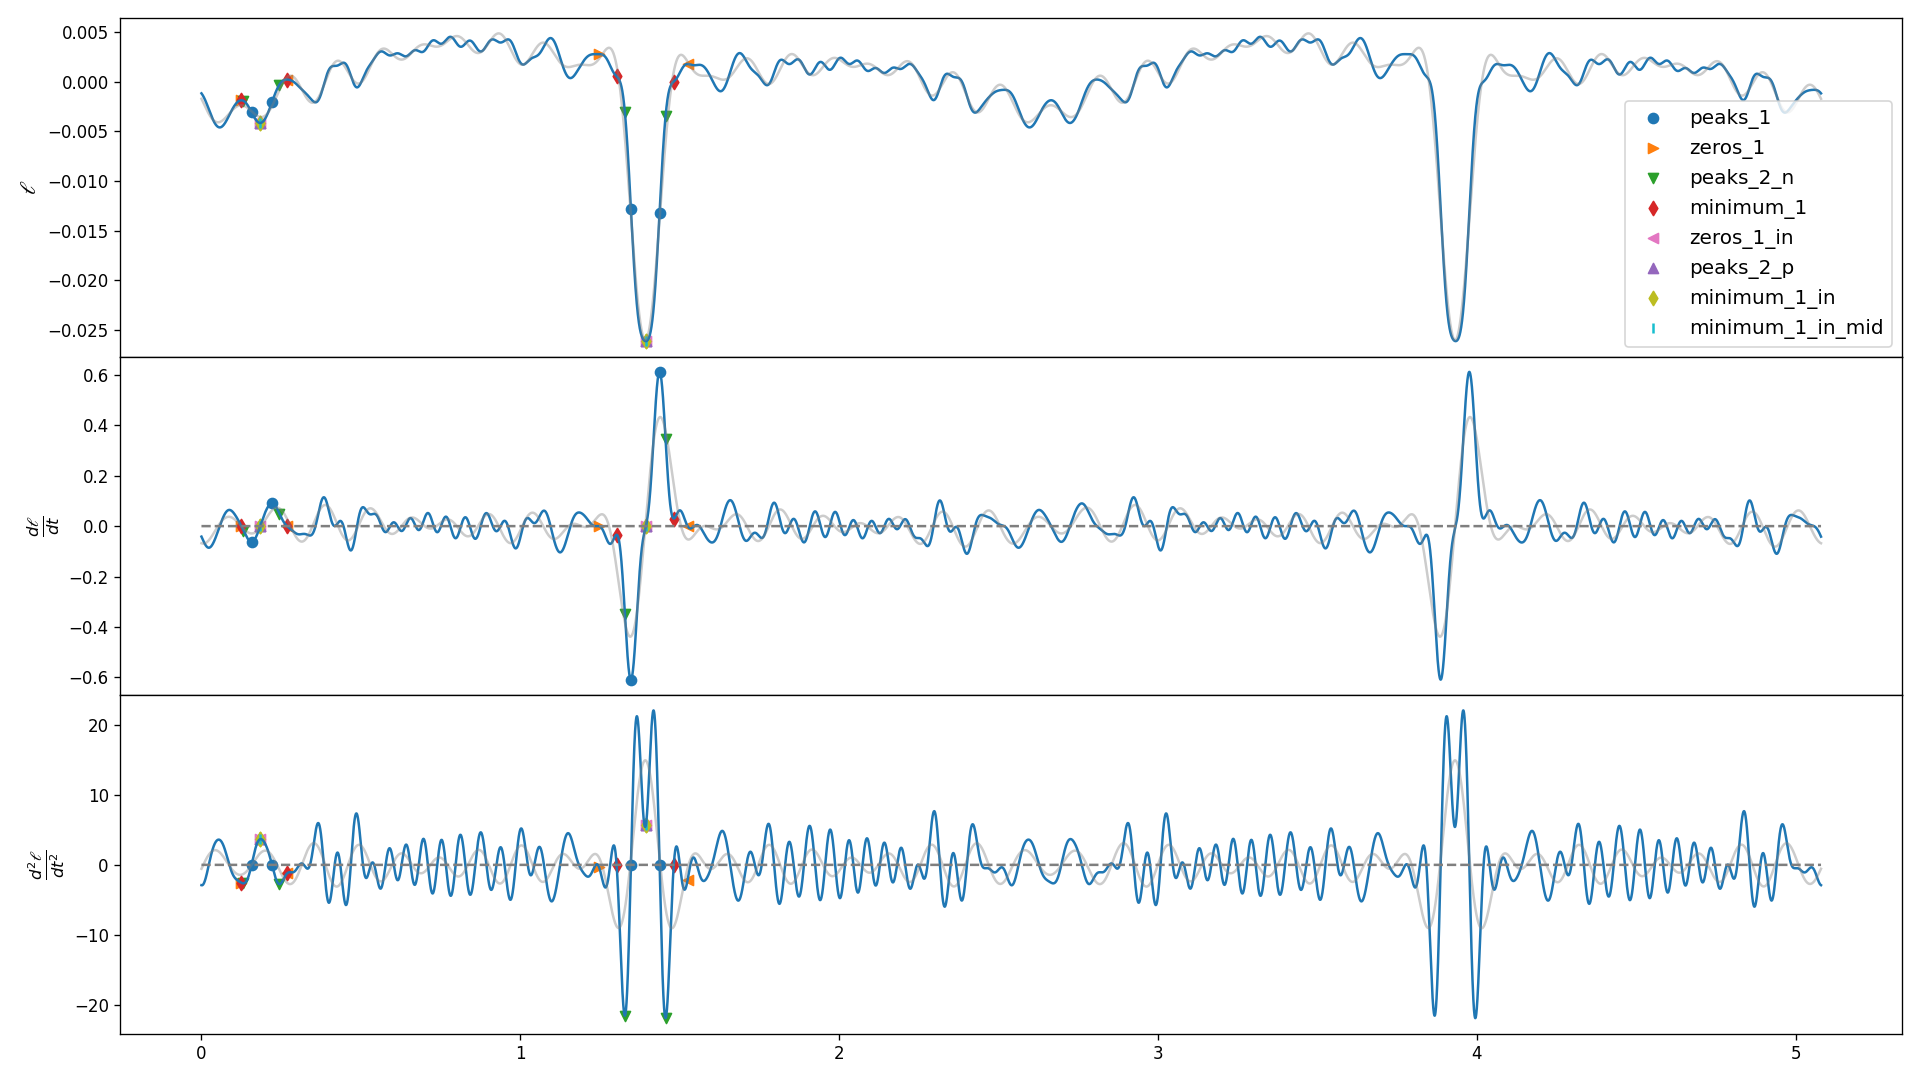 0.005
0.000
−0.005
−0.010
−0.015
−0.020
−0.025
ℓ
peaks_1
zeros_1
peaks_2_n
minimum_1
zeros_1_in
peaks_2_p
minimum_1_in
minimum_1_in_mid
0.6
0.4
0.2
0.0
−0.2
−0.4
−0.6
dℓ/dt
20
10
0
−10
−20
d²ℓ/dt²
0 1 2 3 4 5